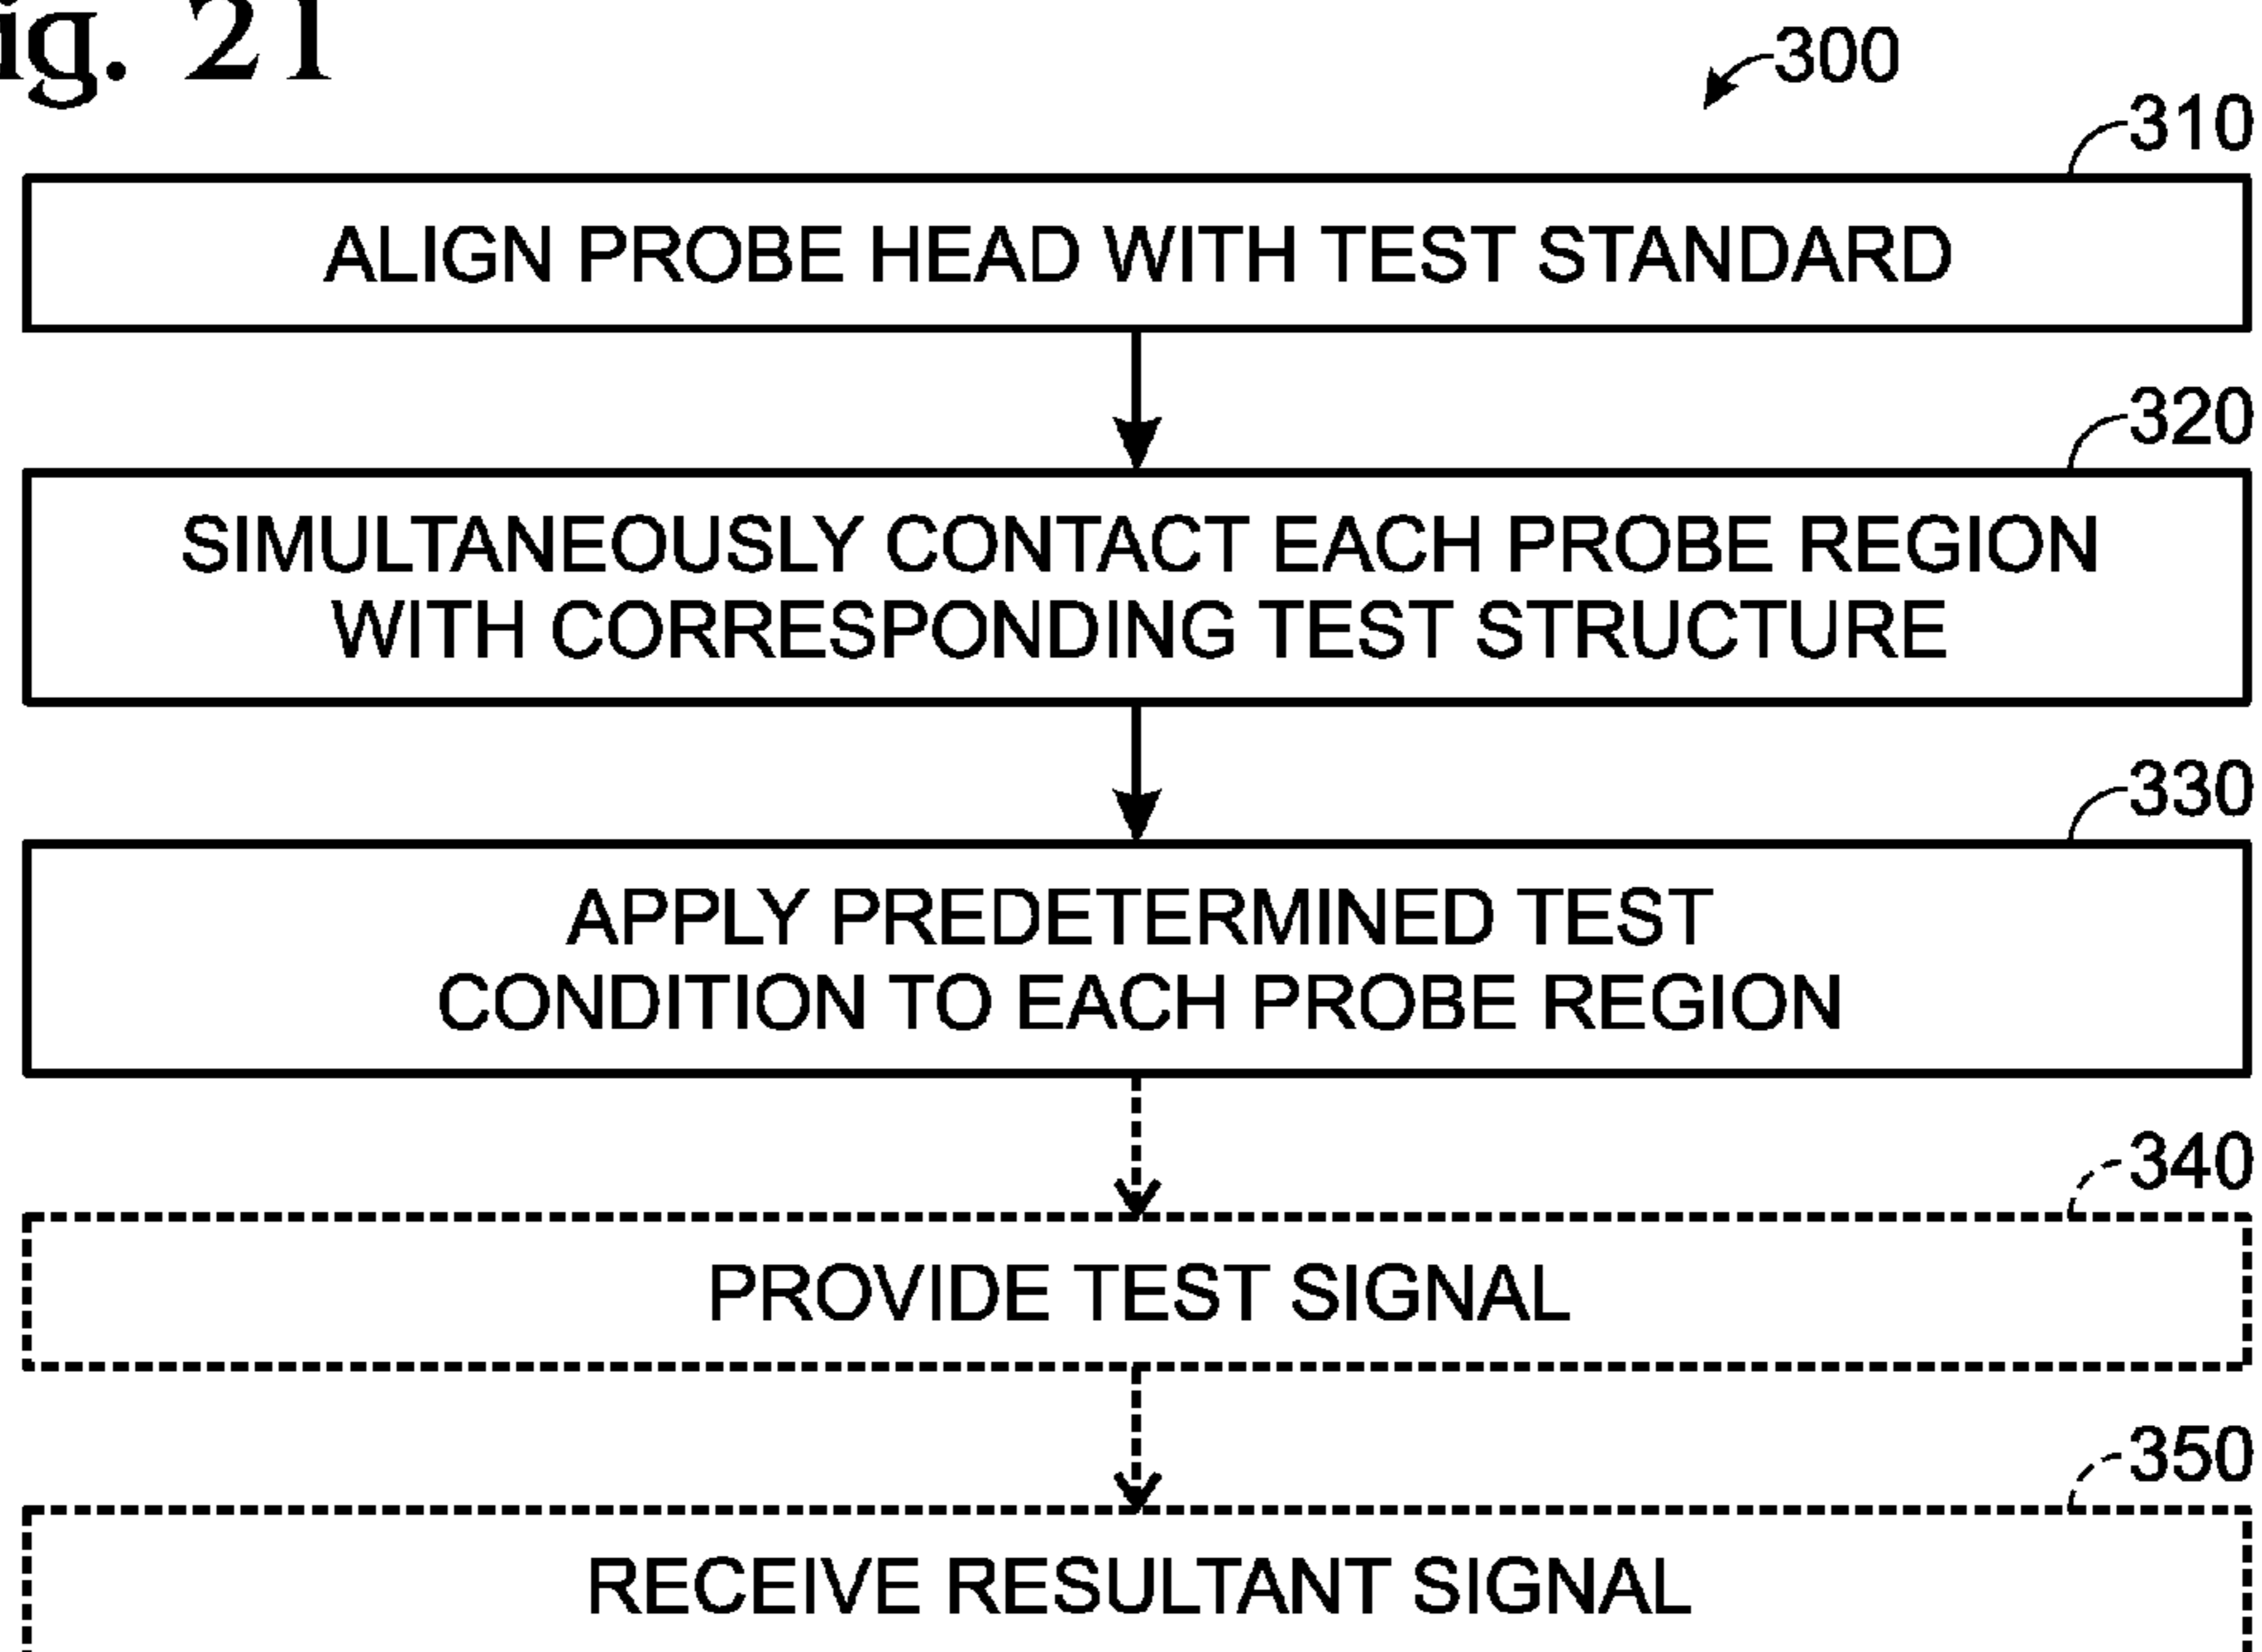 ig. 21
300
310
ALIGN PROBE HEAD WITH TEST STANDARD
320
SIMULTANEOUSLY CONTACT EACH PROBE REGION
WITH CORRESPONDING TEST STRUCTURE
330
APPLY PREDETERMINED TEST
CONDITION TO EACH PROBE REGION
340
PROVIDE TEST SIGNAL
350
RECEIVE RESULTANT SIGNAL